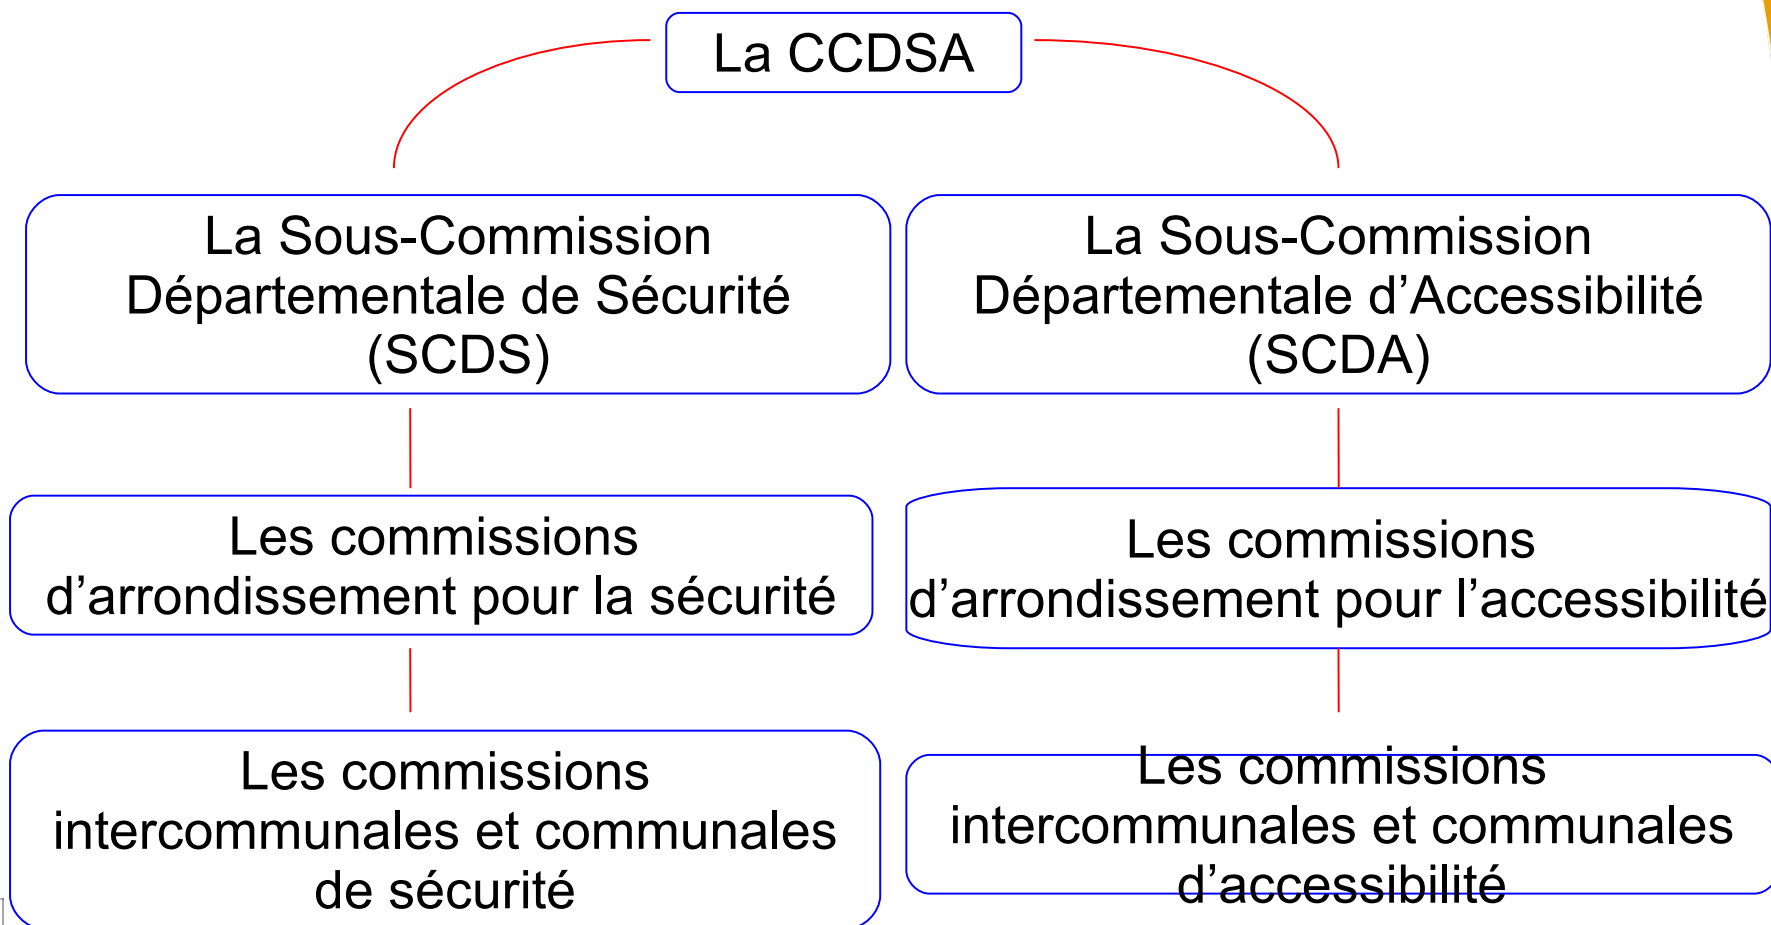 La CCDSA
La Sous-Commission
Départementale de Sécurité
(SCDS)
La Sous-Commission
Départementale d’Accessibilité
(SCDA)
Les commissions
d’arrondissement pour la sécurité
Les commissions
d’arrondissement pour l’accessibilité
Les commissions
intercommunales et communales
de sécurité
Les commissions
intercommunales et communales
d’accessibilité